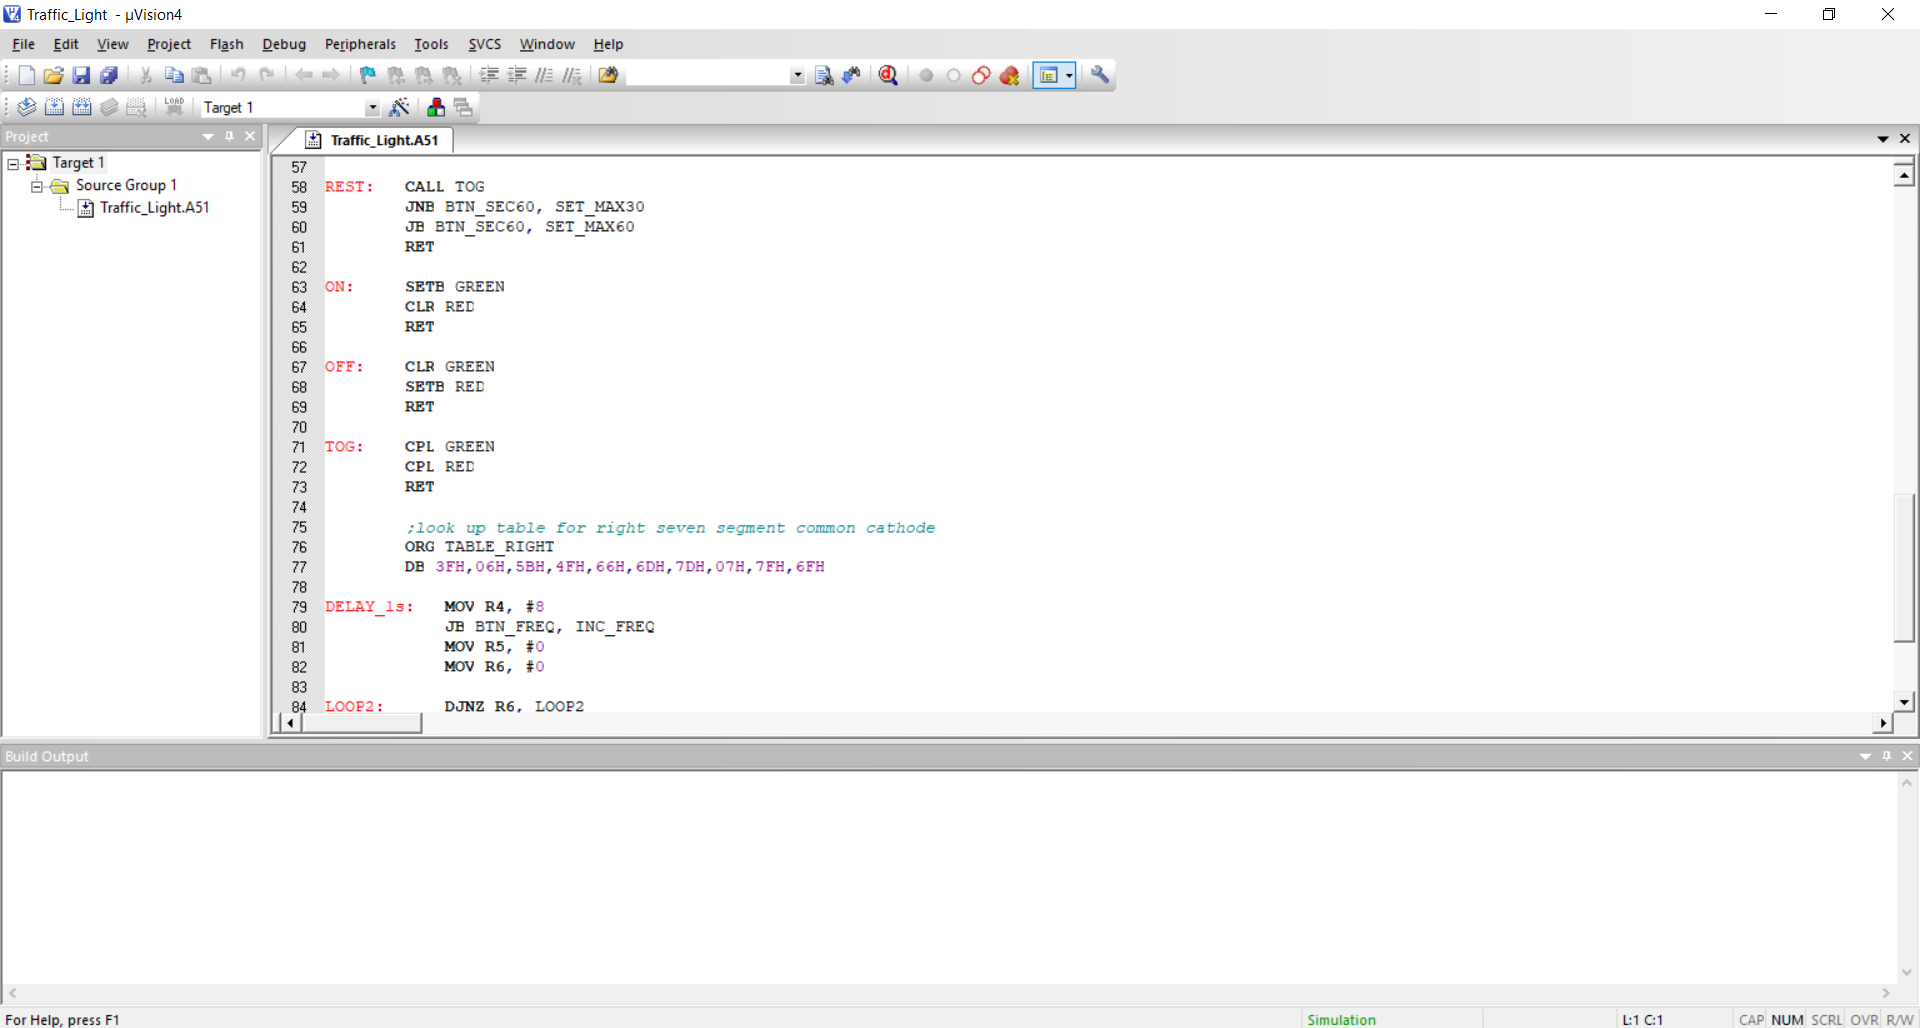 Traffic_Light - µVision4
File Edit View Project Flash Debug Peripherals Tools SVCS Window Help
LOAD
Target 1
Project
Target 1
Source Group 1
Traffic_Light.A51
Traffic_Light.A51
57
58 REST: CALL TOG
59 JNB BTN_SEC60, SET_MAX30
60 JB BTN_SEC60, SET_MAX60
61 RET
62
63 ON: SETB GREEN
64 CLR RED
65 RET
66
67 OFF: CLR GREEN
68 SETB RED
69 RET
70
71 TOG: CPL GREEN
72 CPL RED
73 RET
74
75 ;look up table for right seven segment common cathode
76 ORG TABLE_RIGHT
77 DB 3FH,06H,5BH,4FH,66H,6DH,7DH,07H,7FH,6FH
78
79 DELAY_1s: MOV R4, #8
80 JB BTN_FREQ, INC_FREQ
81 MOV R5, #0
82 MOV R6, #0
83
84 LOOP2: DJNZ R6, LOOP2
Build Output
For Help, press F1
Simulation
L:1 C:1
CAP NUM SCRL OVR R/W